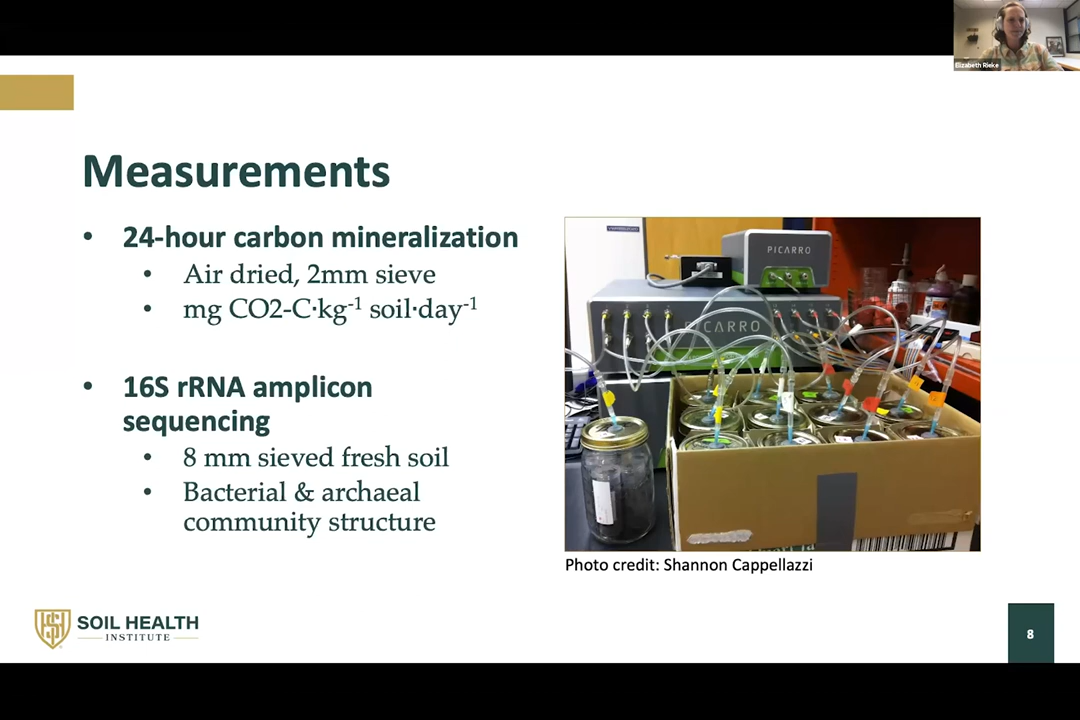 Elizabeth Rieke
Measurements
• 24-hour carbon mineralization
• Air dried, 2mm sieve
• mg CO2-C·kg-1 soil·day-1
• 16S rRNA amplicon
sequencing
• 8 mm sieved fresh soil
• Bacterial & archaeal
community structure
PICARRO
PICARRO
Photo credit: Shannon Cappellazzi
SOIL HEALTH
INSTITUTE
8